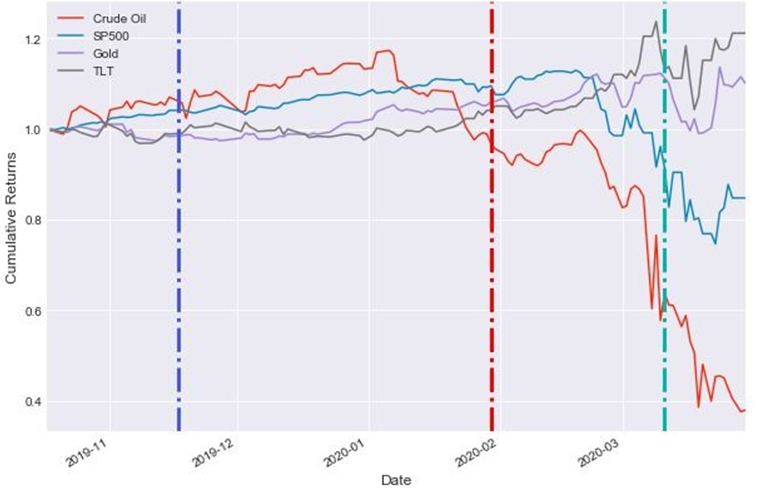 Crude Oil
SP500
Gold
TLT
1.2
1.0
0.8
0.6
0.4
Cumulative Returns
2019-11
2019-12
2020-01
2020-02
2020-03
Date